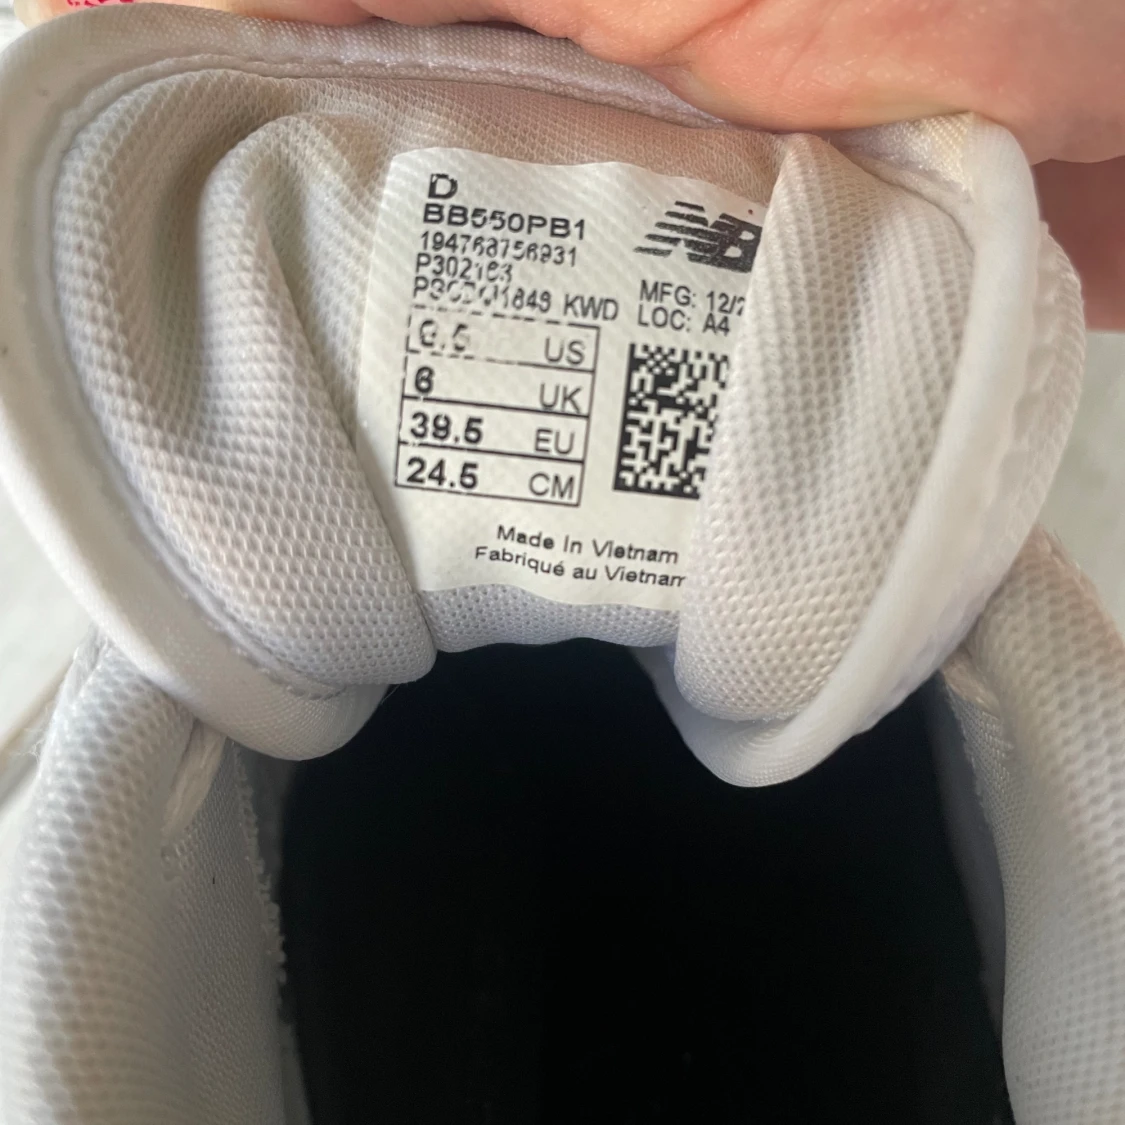 D
BB550PB1
194768756931
KWD
US
6 UK
39.5 EU
24.5 CM
NB
MFG: 12/2
LOC: A4
Made In Vietnam
Fabriqué au Vietnam